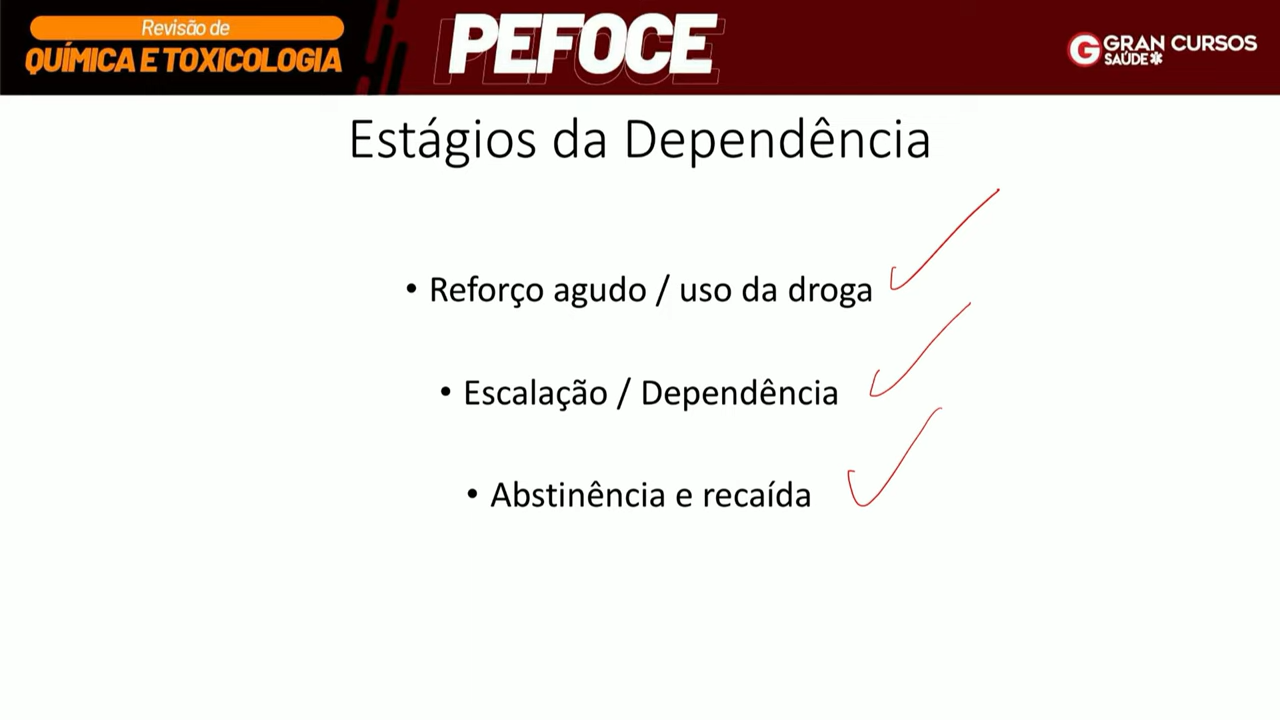 Revisão de
QUÍMICA E TOXICOLOGIA
PEFOCE
GRAN CURSOS
SAÚDE
Estágios da Dependência
• Reforço agudo / uso da droga
• Escalação / Dependência
• Abstinência e recaída